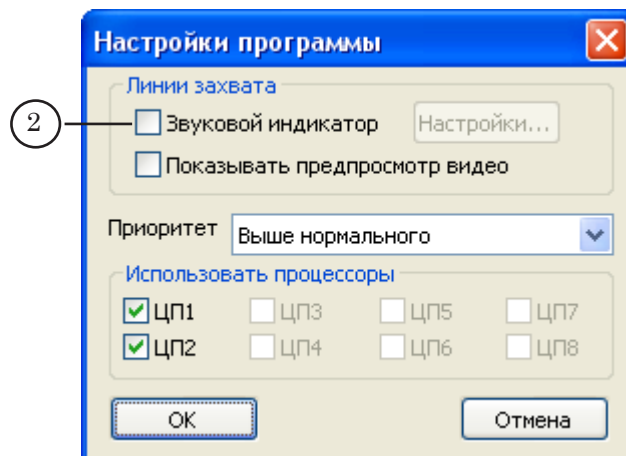 Настройки программы
Линии захвата
2
Звуковой индикатор
Настройки...
Показывать предпросмотр видео
Приоритет
Выше нормального
Использовать процессоры
ЦП1 ЦП3 ЦП5 ЦП7
ЦП2 ЦП4 ЦП6 ЦП8
ОК
Отмена